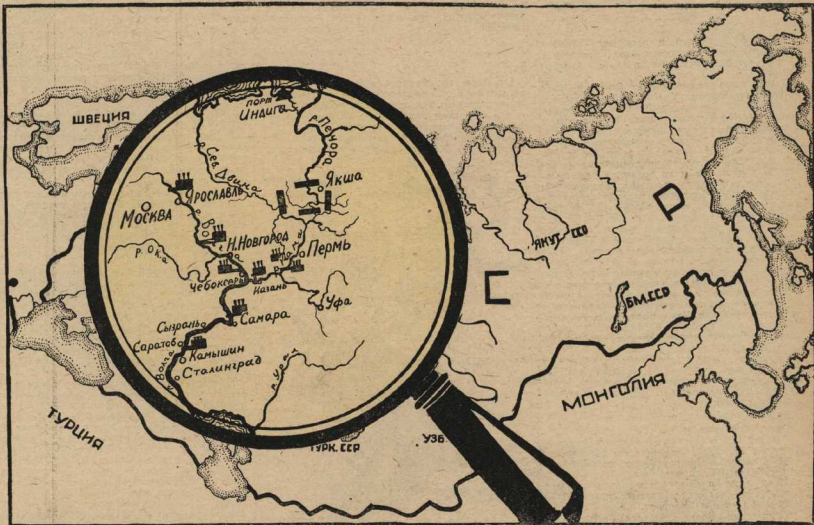 ШВЕЦИЯ
ПОРТ
ИНДИГА
р. Печора
р. Сев. Двина
Якша
ЯРОСЛАВЛЬ
МОСКВА
Н. НОВГОРОД
Пермь
р. Ока
Чебоксары
Казань
Уфа
Самара
Сызрань
Саратов
Камышин
Волга
Сталинград
р. Урал
ТУРЦИЯ
ТУРК. ССР
УЗБ.
С
Р
ЯКУТ. ССР
БМ. ССР
МОНГОЛИЯ